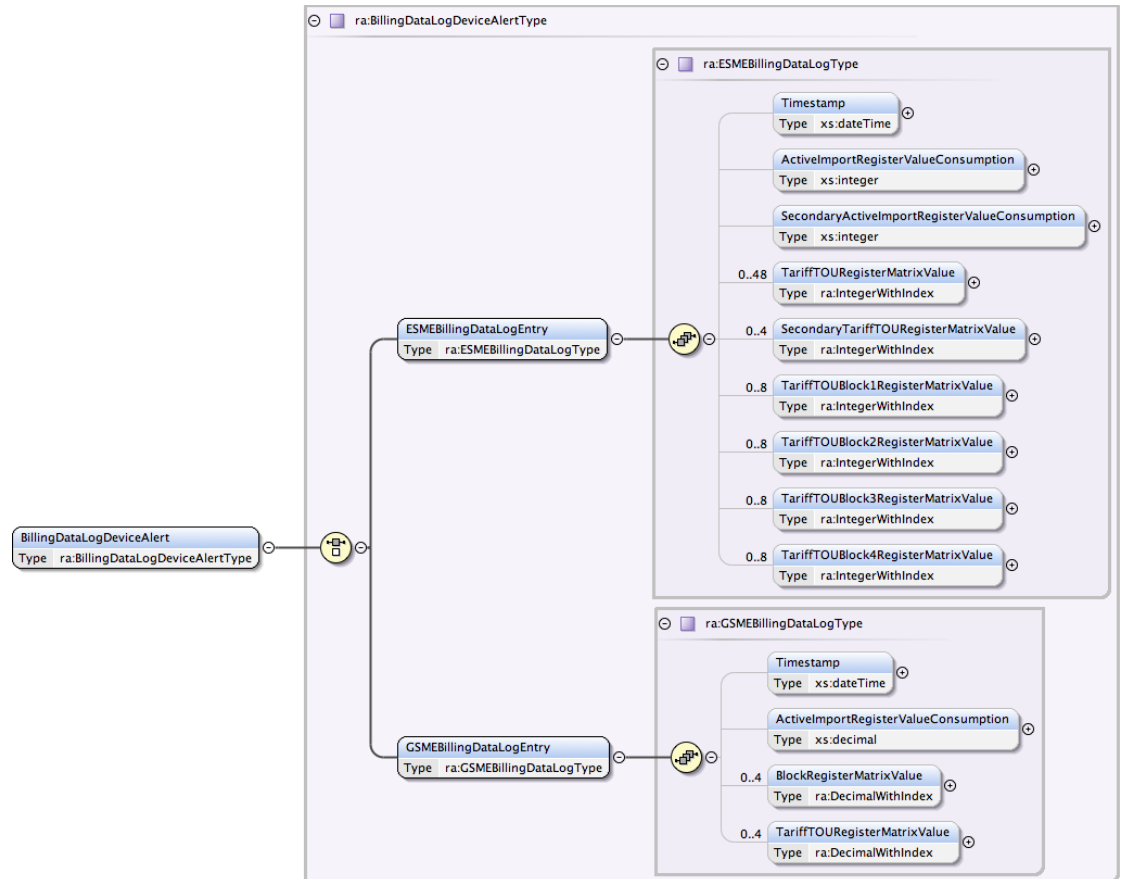 ra:BillingDataLogDeviceAlertType
ra:ESMEBillingDataLogType
Timestamp
Type xs:dateTime
ActiveImportRegisterValueConsumption
Type xs:integer
SecondaryActiveImportRegisterValueConsumption
Type xs:integer
0..48 TariffTOURegisterMatrixValue
Type ra:IntegerWithIndex
ESMEBillingDataLogEntry
Type ra:ESMEBillingDataLogType
0..4 SecondaryTariffTOURegisterMatrixValue
Type ra:IntegerWithIndex
0..8 TariffTOUBlock1RegisterMatrixValue
Type ra:IntegerWithIndex
0..8 TariffTOUBlock2RegisterMatrixValue
Type ra:IntegerWithIndex
0..8 TariffTOUBlock3RegisterMatrixValue
Type ra:IntegerWithIndex
BillingDataLogDeviceAlert
Type ra:BillingDataLogDeviceAlertType
0..8 TariffTOUBlock4RegisterMatrixValue
Type ra:IntegerWithIndex
ra:GSMEBillingDataLogType
Timestamp
Type xs:dateTime
ActiveImportRegisterValueConsumption
Type xs:decimal
GSMEBillingDataLogEntry
Type ra:GSMEBillingDataLogType
0..4 BlockRegisterMatrixValue
Type ra:DecimalWithIndex
0..4 TariffTOURegisterMatrixValue
Type ra:DecimalWithIndex